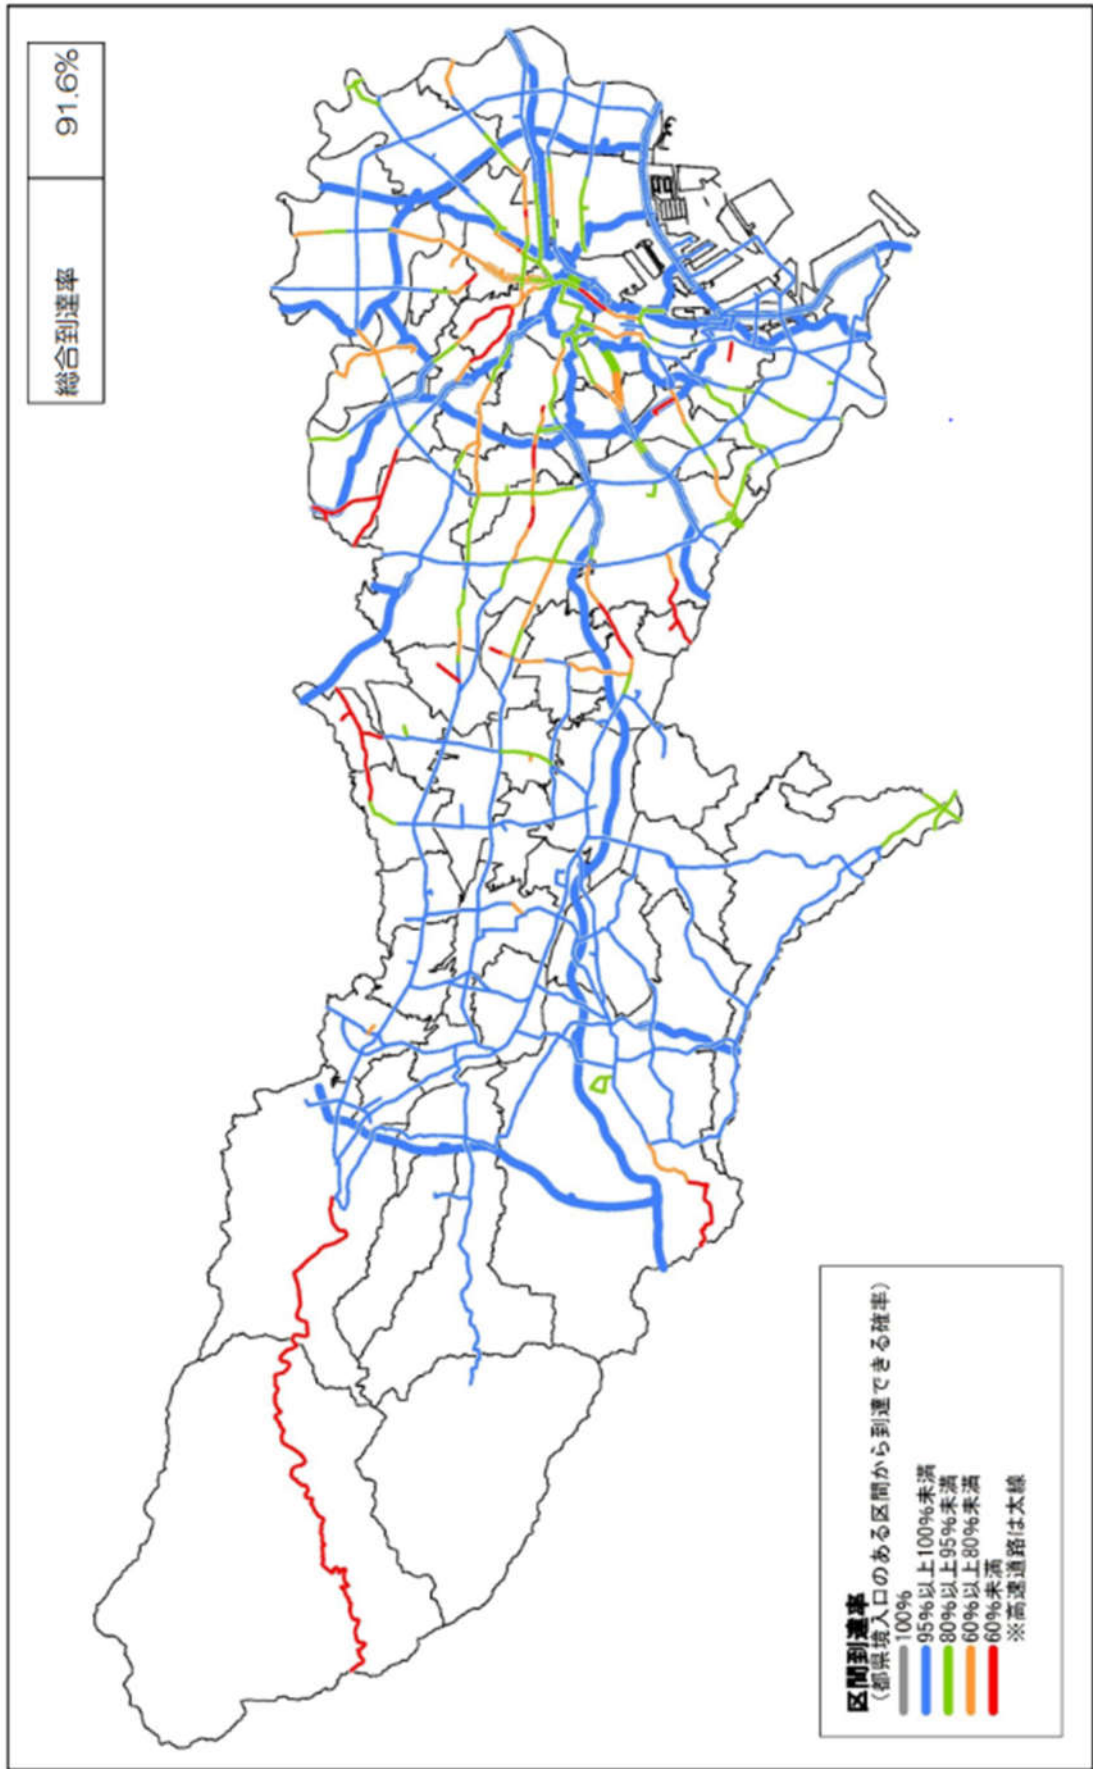 総合到達率
91.6%
区間到達率
（都県境入口のある区間から到達できる確率）
100%
95%以上100%未満
80%以上95%未満
60%以上80%未満
60%未満
※高速道路は太線